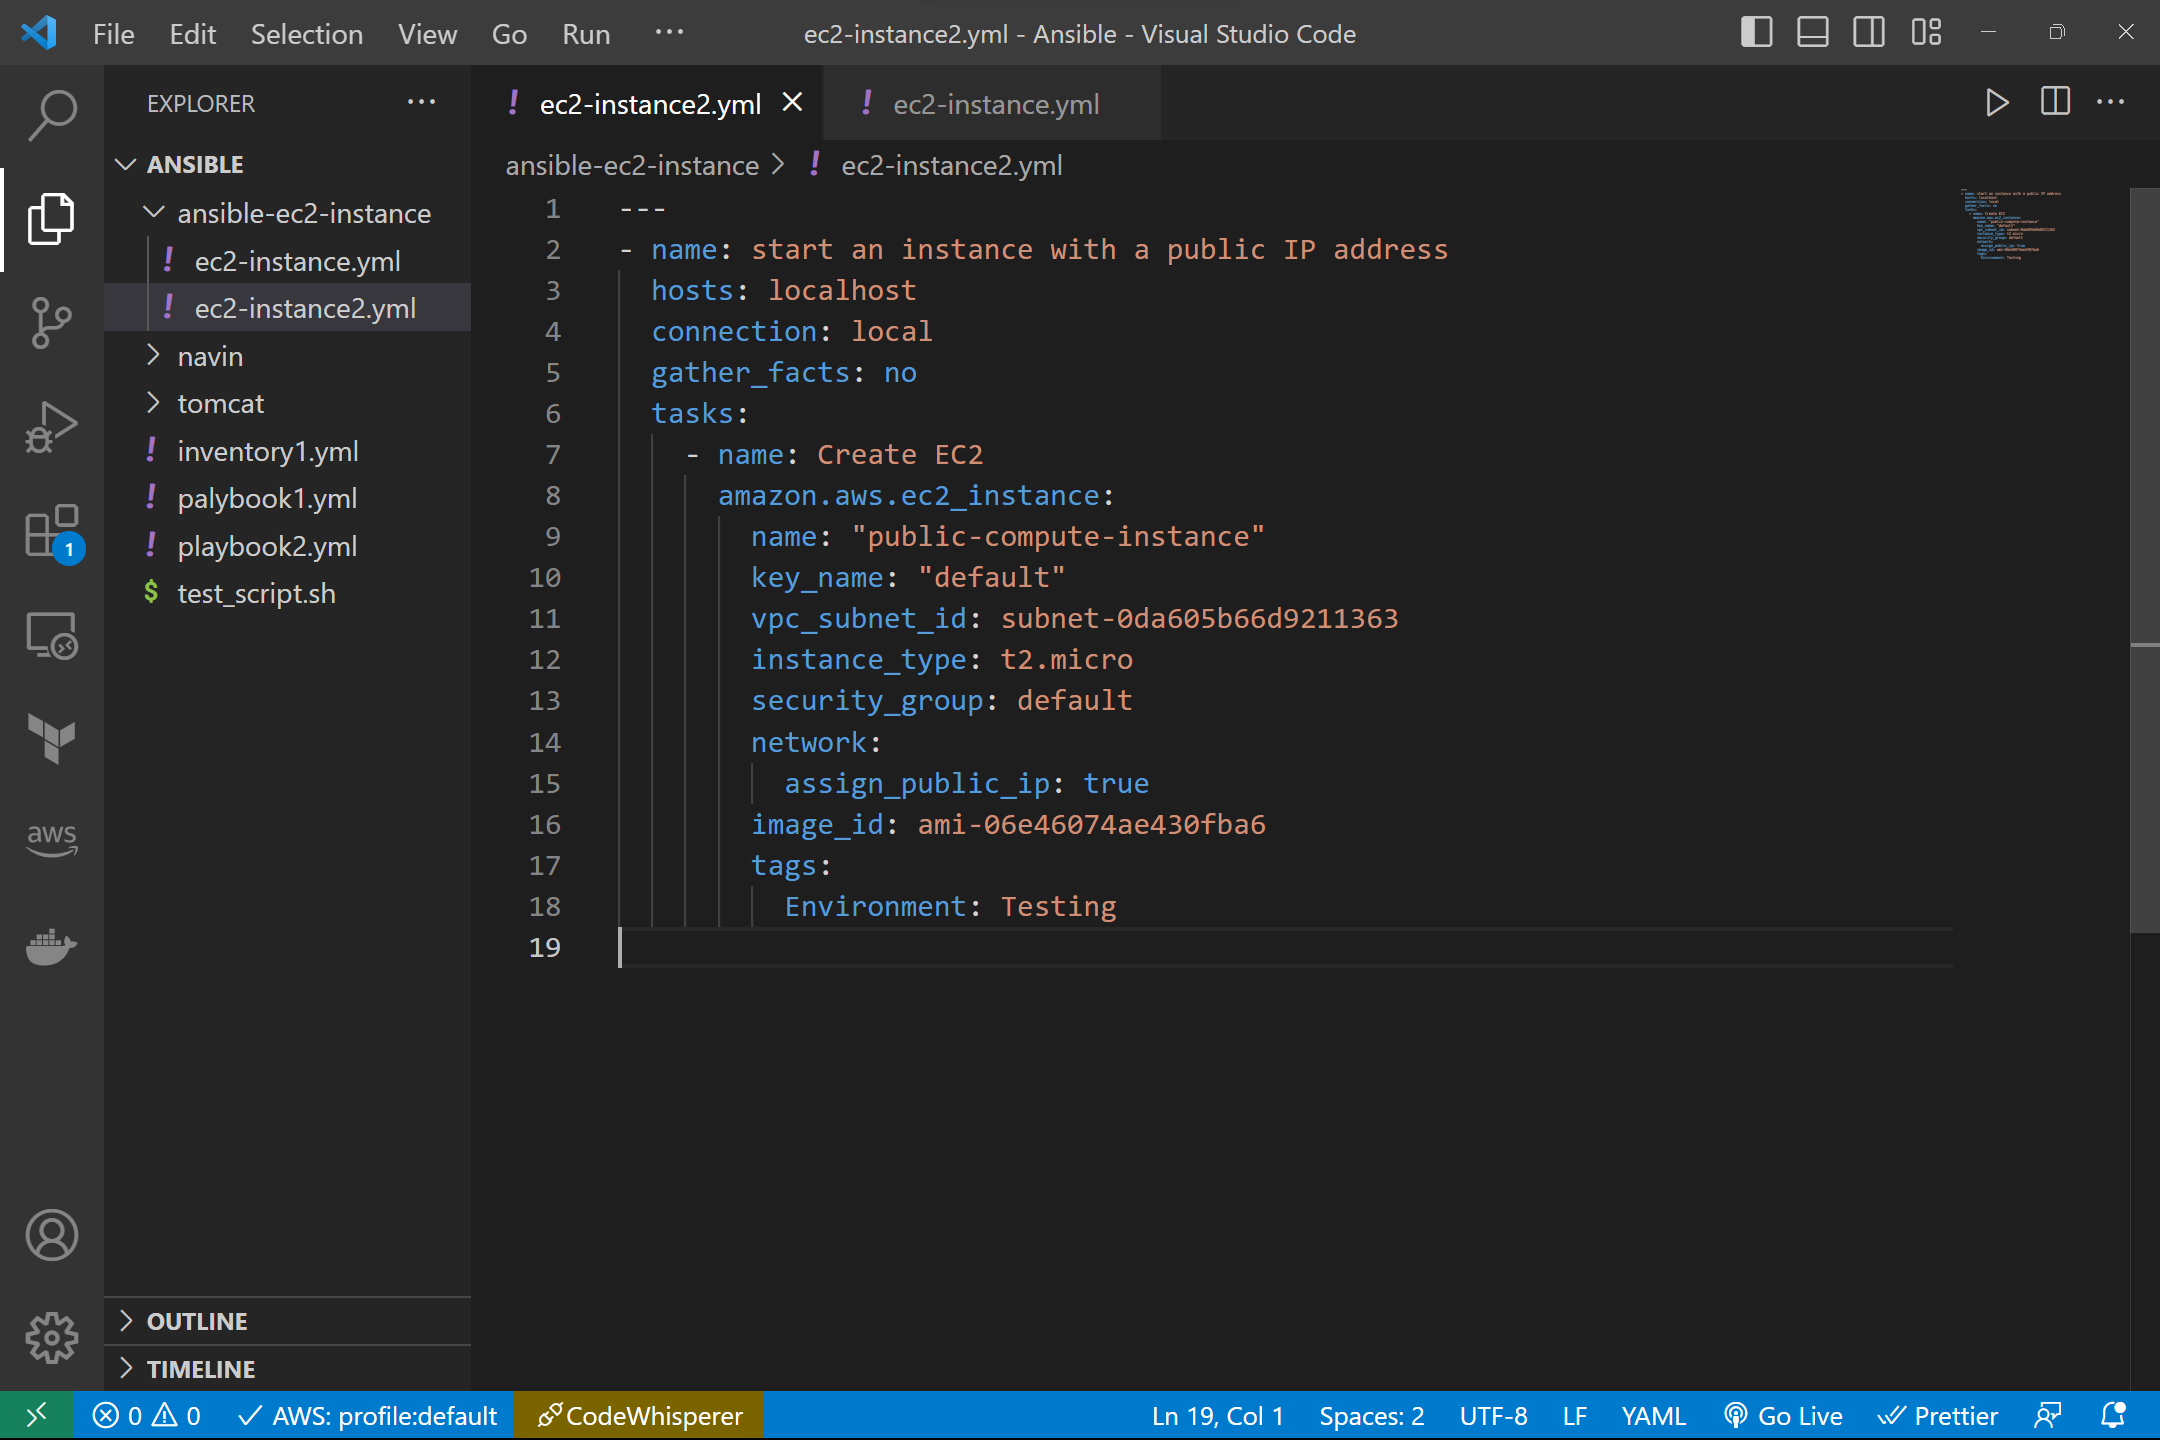 File Edit Selection View Go Run ··· ec2-instance2.yml - Ansible - Visual Studio Code
EXPLORER ···
ANSIBLE
ansible-ec2-instance
! ec2-instance.yml
! ec2-instance2.yml
navin
tomcat
! inventory1.yml
! palybook1.yml
! playbook2.yml
$ test_script.sh
OUTLINE
TIMELINE
1
aws
! ec2-instance2.yml ! ec2-instance.yml
ansible-ec2-instance > ! ec2-instance2.yml
1 ---
2 - name: start an instance with a public IP address
3   hosts: localhost
4   connection: local
5   gather_facts: no
6   tasks:
7     - name: Create EC2
8       amazon.aws.ec2_instance:
9         name: "public-compute-instance"
10         key_name: "default"
11         vpc_subnet_id: subnet-0da605b66d9211363
12         instance_type: t2.micro
13         security_group: default
14         network:
15           assign_public_ip: true
16         image_id: ami-06e46074ae430fba6
17         tags:
18           Environment: Testing
19
0 0 AWS: profile:default CodeWhisperer Ln 19, Col 1 Spaces: 2 UTF-8 LF YAML Go Live Prettier